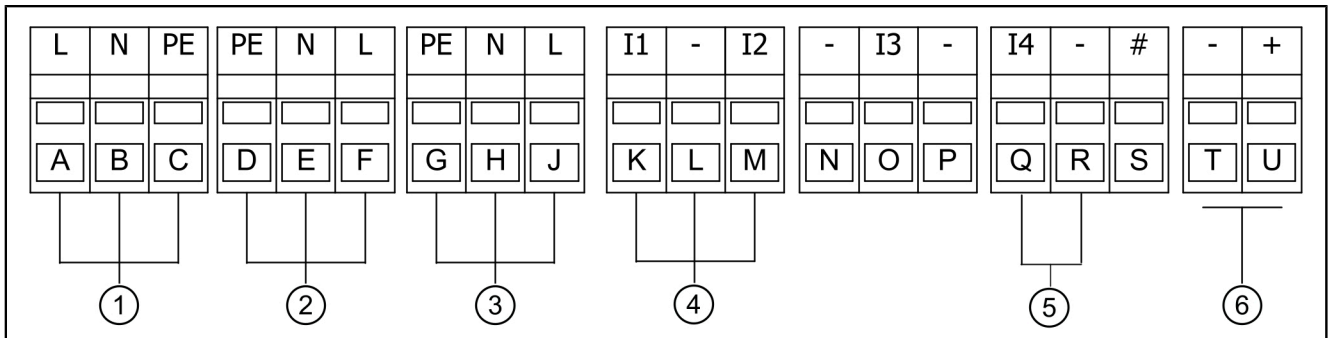 L N PE PE N L PE N L I1 - I2 - I3 - I4 - # - +
A B C D E F G H J K L M N O P Q R S T U
1 2 3 4 5 6